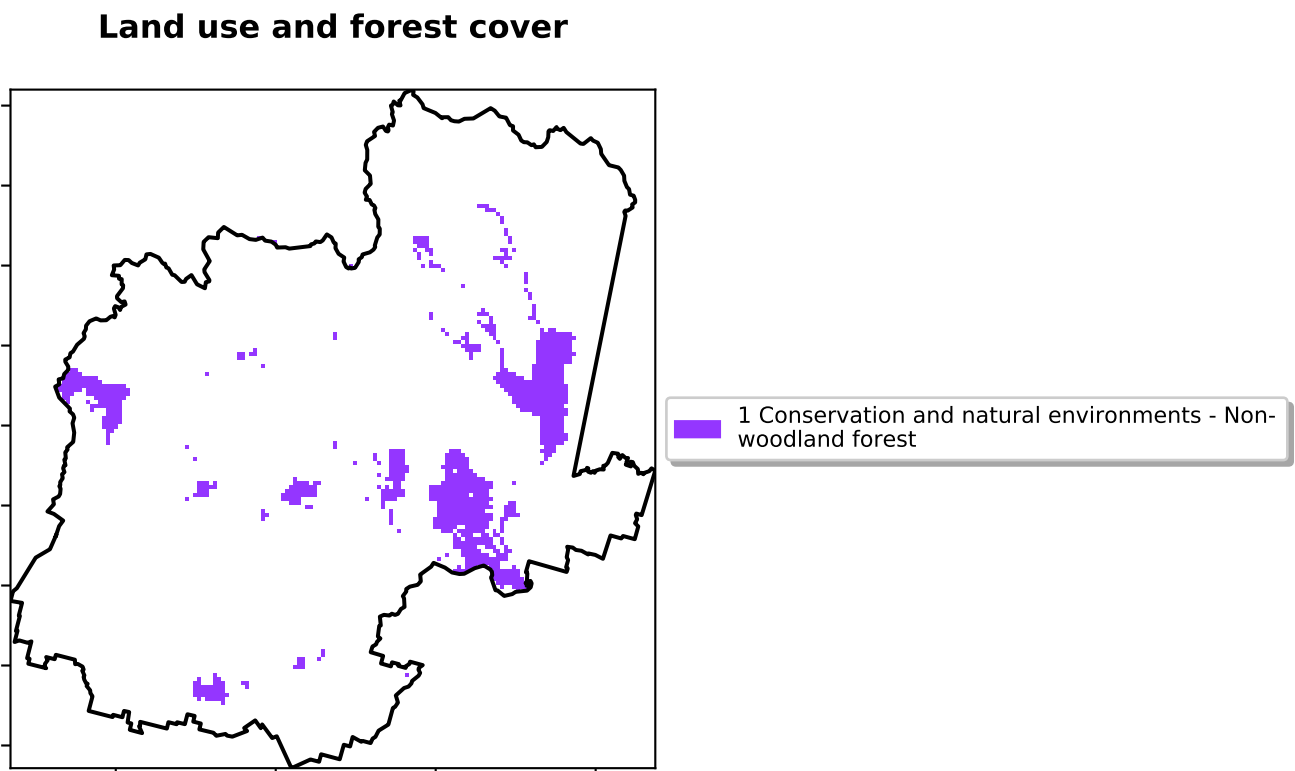 Land use and forest cover
1 Conservation and natural environments - Non-
woodland forest